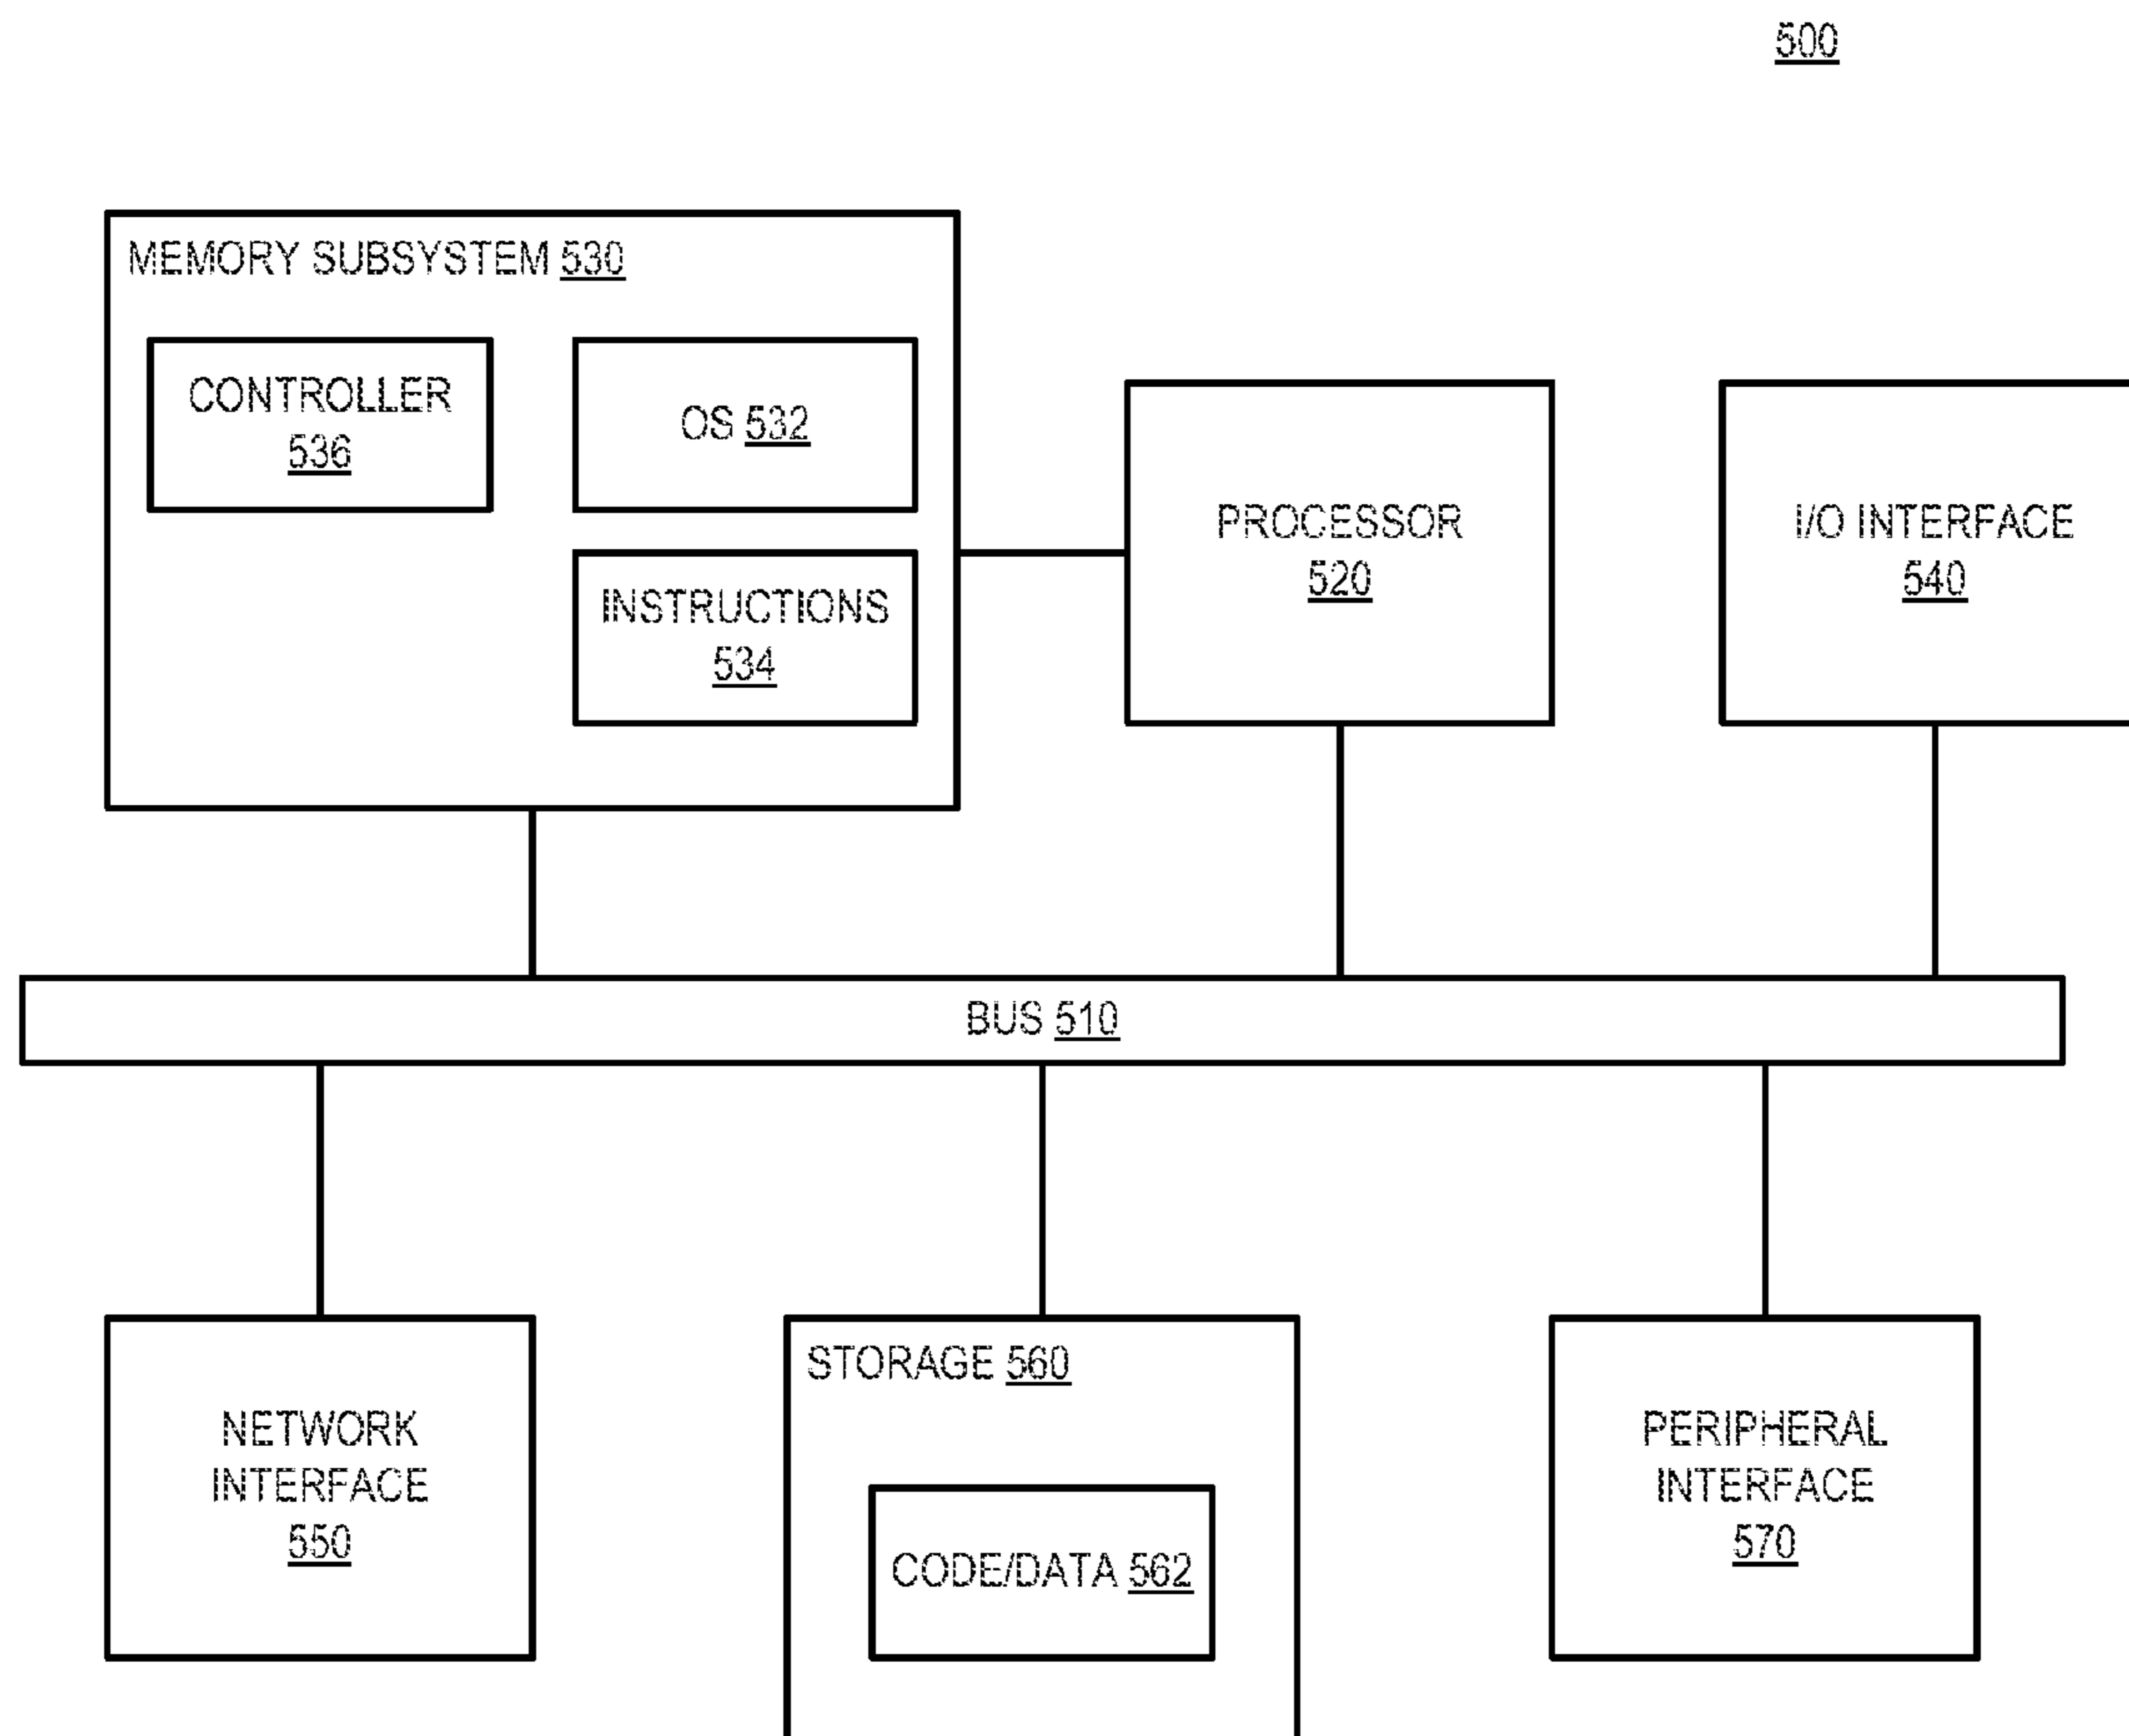 500
MEMORY SUBSYSTEM 530
CONTROLLER
536
OS 532
INSTRUCTIONS
534
PROCESSOR
520
I/O INTERFACE
540
BUS 510
NETWORK
INTERFACE
550
STORAGE 560
CODE/DATA 562
PERIPHERAL
INTERFACE
570